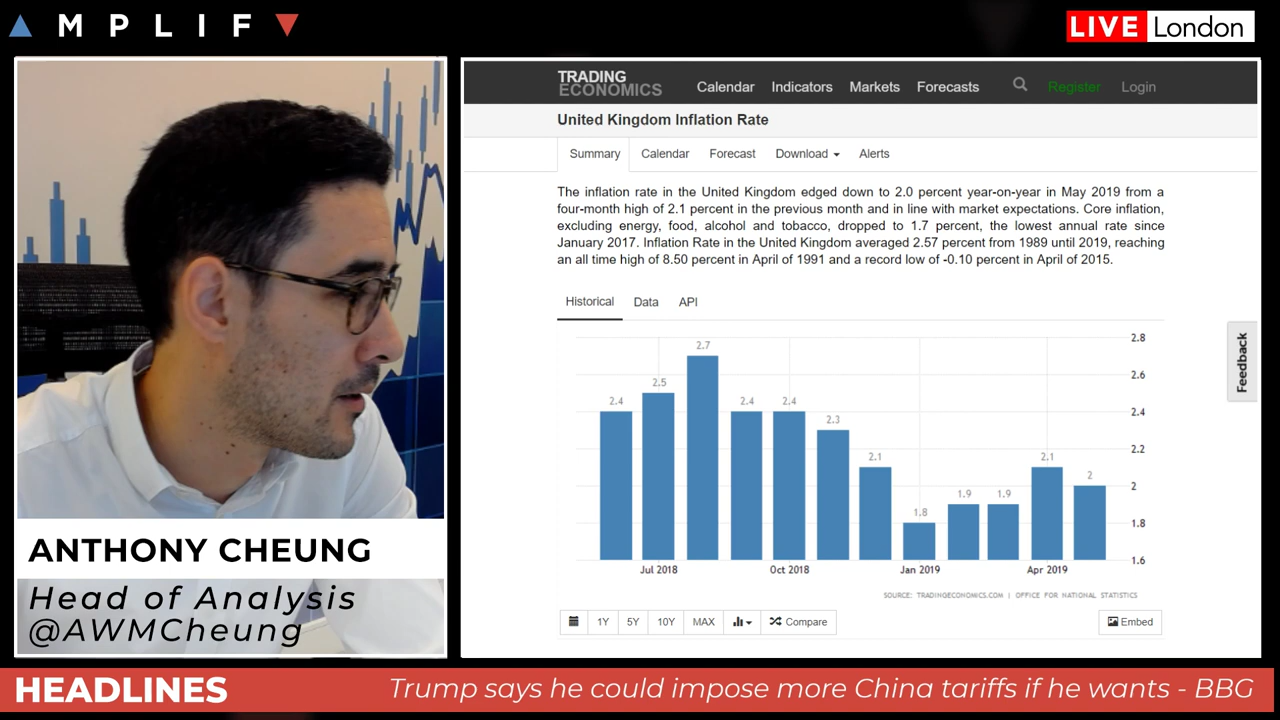 MPLIF
LIVE London
TRADING
ECONOMICS
Calendar Indicators Markets Forecasts Register Login
United Kingdom Inflation Rate
Summary Calendar Forecast Download Alerts
The inflation rate in the United Kingdom edged down to 2.0 percent year-on-year in May 2019 from a
four-month high of 2.1 percent in the previous month and in line with market expectations. Core inflation,
excluding energy, food, alcohol and tobacco, dropped to 1.7 percent, the lowest annual rate since
January 2017. Inflation Rate in the United Kingdom averaged 2.57 percent from 1989 until 2019, reaching
an all time high of 8.50 percent in April of 1991 and a record low of -0.10 percent in April of 2015.
Historical Data API
2.8
2.6
2.4
2.2
2
1.8
1.6
2.4
2.5
2.7
2.4
2.4
2.3
2.1
1.8
1.9
1.9
2.1
2
Jul 2018 Oct 2018 Jan 2019 Apr 2019
SOURCE: TRADINGECONOMICS.COM | OFFICE FOR NATIONAL STATISTICS
1Y 5Y 10Y MAX Compare Embed
Feedback
ANTHONY CHEUNG
Head of Analysis
@AWMCheung
HEADLINES
Trump says he could impose more China tariffs if he wants - BBG